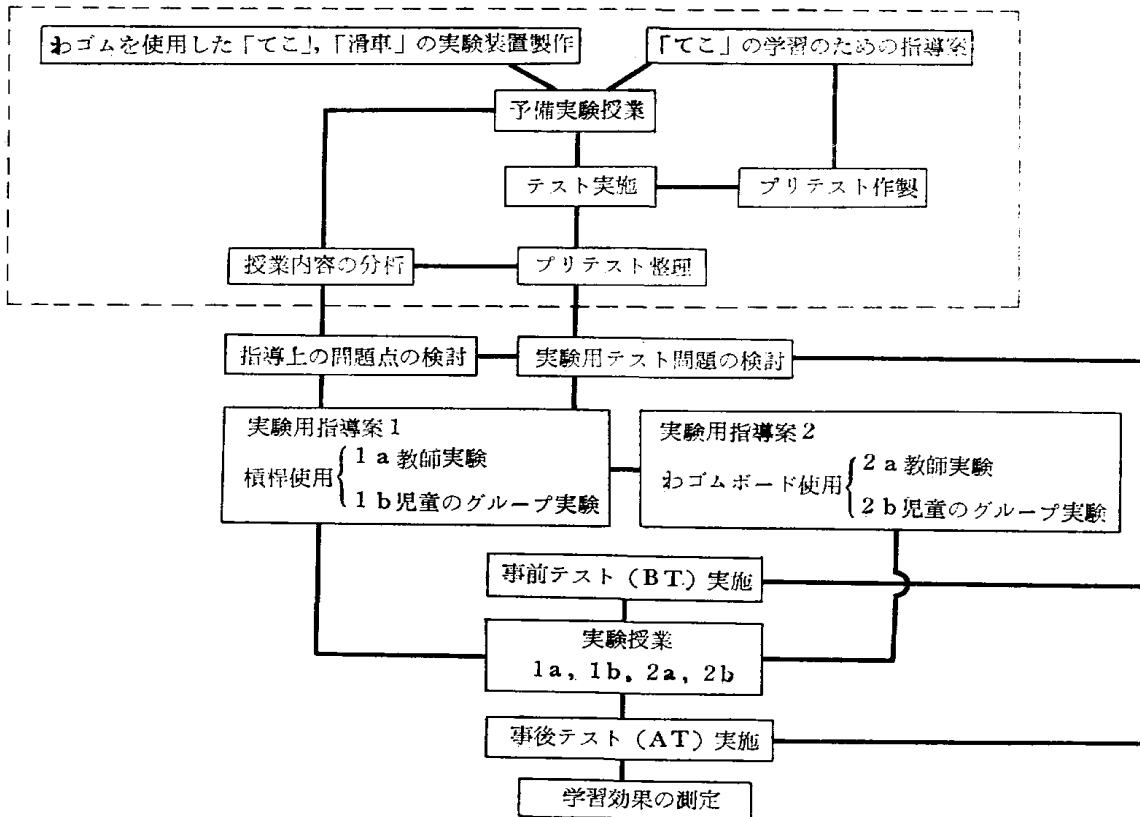 わゴムを使用した「てこ」,「滑車」の実験装置製作
「てこ」の学習のための指導案
予備実験授業
テスト実施
プリテスト作製
授業内容の分析
プリテスト整理
指導上の問題点の検討
実験用テスト問題の検討
実験用指導案1
槓桿使用
1 a 教師実験
1 b 児童のグループ実験
実験用指導案2
わゴムボード使用
2 a 教師実験
2 b 児童のグループ実験
事前テスト(BT)実施
実験授業
1a, 1b, 2a, 2b
事後テスト(AT)実施
学習効果の測定